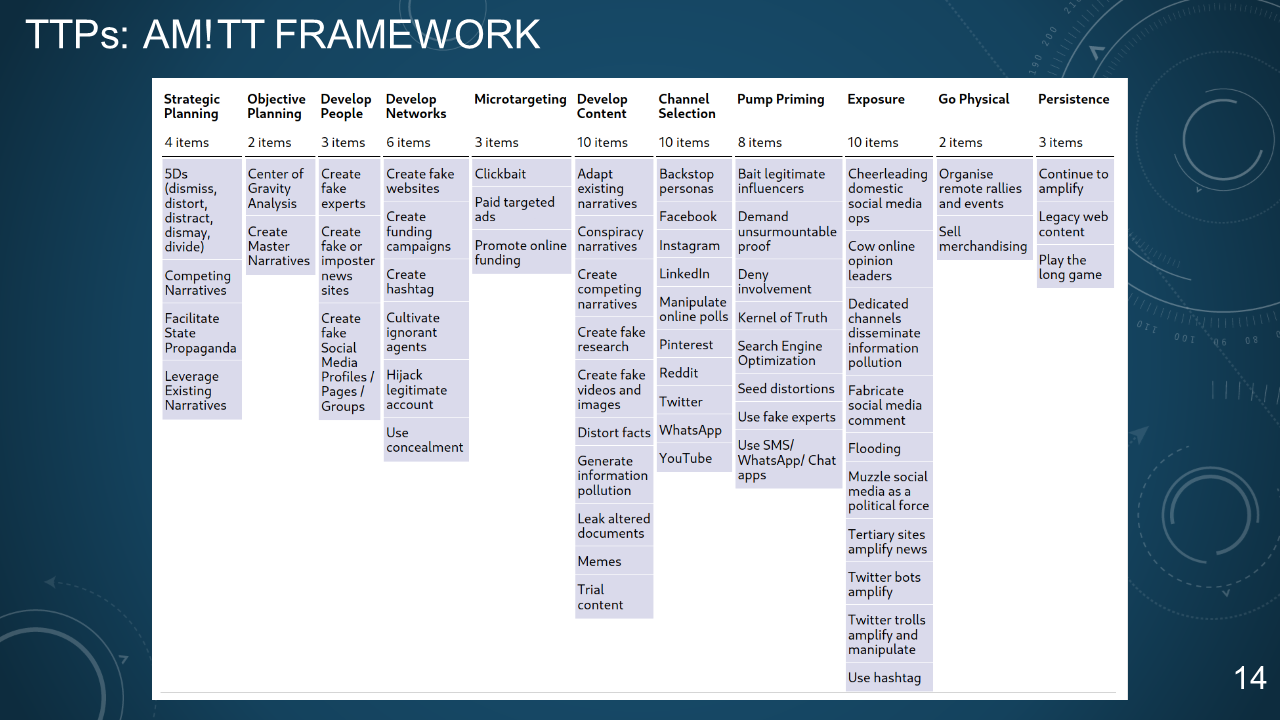 TTPs: AM!TT FRAMEWORK
Strategic
Planning
4 items
5Ds
(dismiss,
distort,
distract,
dismay,
divide)
Competing
Narratives
Facilitate
State
Propaganda
Leverage
Existing
Narratives
Objective
Planning
2 items
Center of
Gravity
Analysis
Create
Master
Narratives
Develop
People
3 items
Create
fake
experts
Create
fake or
imposter
news
sites
Create
fake
Social
Media
Profiles /
Pages /
Groups
Develop
Networks
6 items
Create fake
websites
Create
funding
campaigns
Create
hashtag
Cultivate
ignorant
agents
Hijack
legitimate
account
Use
concealment
Microtargeting
3 items
Clickbait
Paid targeted
ads
Promote online
funding
Develop
Content
10 items
Adapt
existing
narratives
Conspiracy
narratives
Create
competing
narratives
Create fake
research
Create fake
videos and
images
Distort facts
Generate
information
pollution
Leak altered
documents
Memes
Trial
content
Channel
Selection
10 items
Backstop
personas
Facebook
Instagram
LinkedIn
Manipulate
online polls
Pinterest
Reddit
Twitter
WhatsApp
YouTube
Pump Priming
8 items
Bait legitimate
influencers
Demand
unsurmountable
proof
Deny
involvement
Kernel of Truth
Search Engine
Optimization
Seed distortions
Use fake experts
Use SMS/
WhatsApp/ Chat
apps
Exposure
10 items
Cheerleading
domestic
social media
ops
Cow online
opinion
leaders
Dedicated
channels
disseminate
information
pollution
Fabricate
social media
comment
Flooding
Muzzle social
media as a
political force
Tertiary sites
amplify news
Twitter bots
amplify
Twitter trolls
amplify and
manipulate
Use hashtag
Go Physical
2 items
Organise
remote rallies
and events
Sell
merchandising
Persistence
3 items
Continue to
amplify
Legacy web
content
Play the
long game
190 200 210
110 100 90 80
14